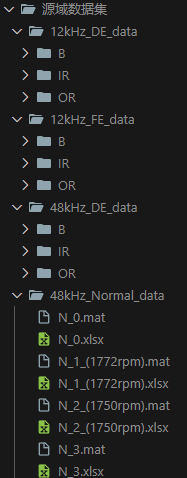 源域数据集
12kHz_DE_data
B
IR
OR
12kHz_FE_data
B
IR
OR
48kHz_DE_data
B
IR
OR
48kHz_Normal_data
N_0.mat
N_0.xlsx
N_1_(1772rpm).mat
N_1_(1772rpm).xlsx
N_2_(1750rpm).mat
N_2_(1750rpm).xlsx
N_3.mat
N_3.xlsx